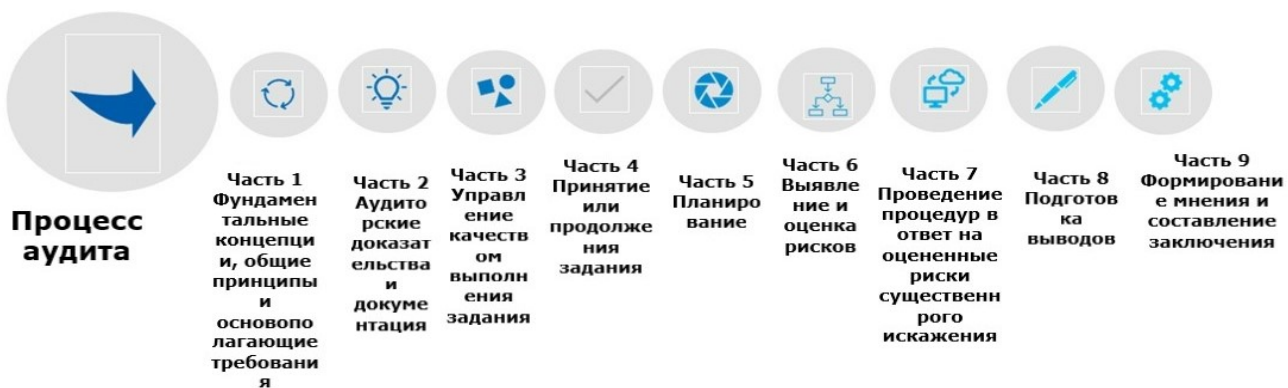 Процесс
аудита
Часть 1
Фундамен
тальные
концепци
и, общие
принципы
и
основопо
лагающие
требовани
я
Часть 2
Аудито
рские
доказат
ельства
и
докуме
нтация
Часть 3
Управл
ение
качеств
ом
выполн
ения
задания
Часть 4
Принятие
или
продолже
ния
задания
Часть 5
Планиро
вание
Часть 6
Выявле
ние и
оценка
рисков
Часть 7
Проведение
процедур в
ответ на
оцененные
риски
существенн
рого
искажения
Часть 8
Подготов
ка
выводов
Часть 9
Формировани
е мнения и
составление
заключения